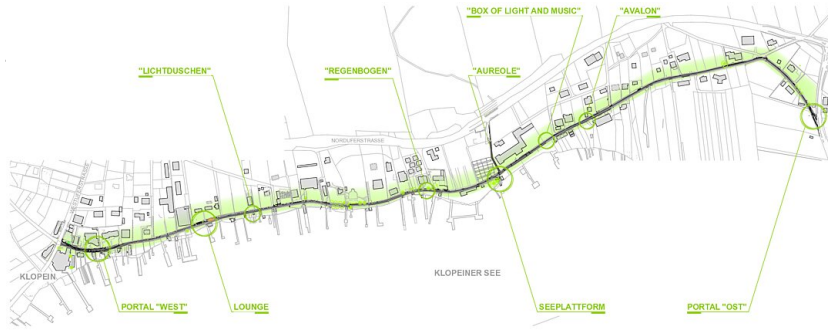 "BOX OF LIGHT AND MUSIC"
"AVALON"
"LICHTDUSCHEN"
"REGENBOGEN"
"AUREOLE"
NORDUFERSTRASSE
KLOPEINER SEE
KLOPEIN
PORTAL "WEST"
LOUNGE
SEEPLATTFORM
PORTAL "OST"